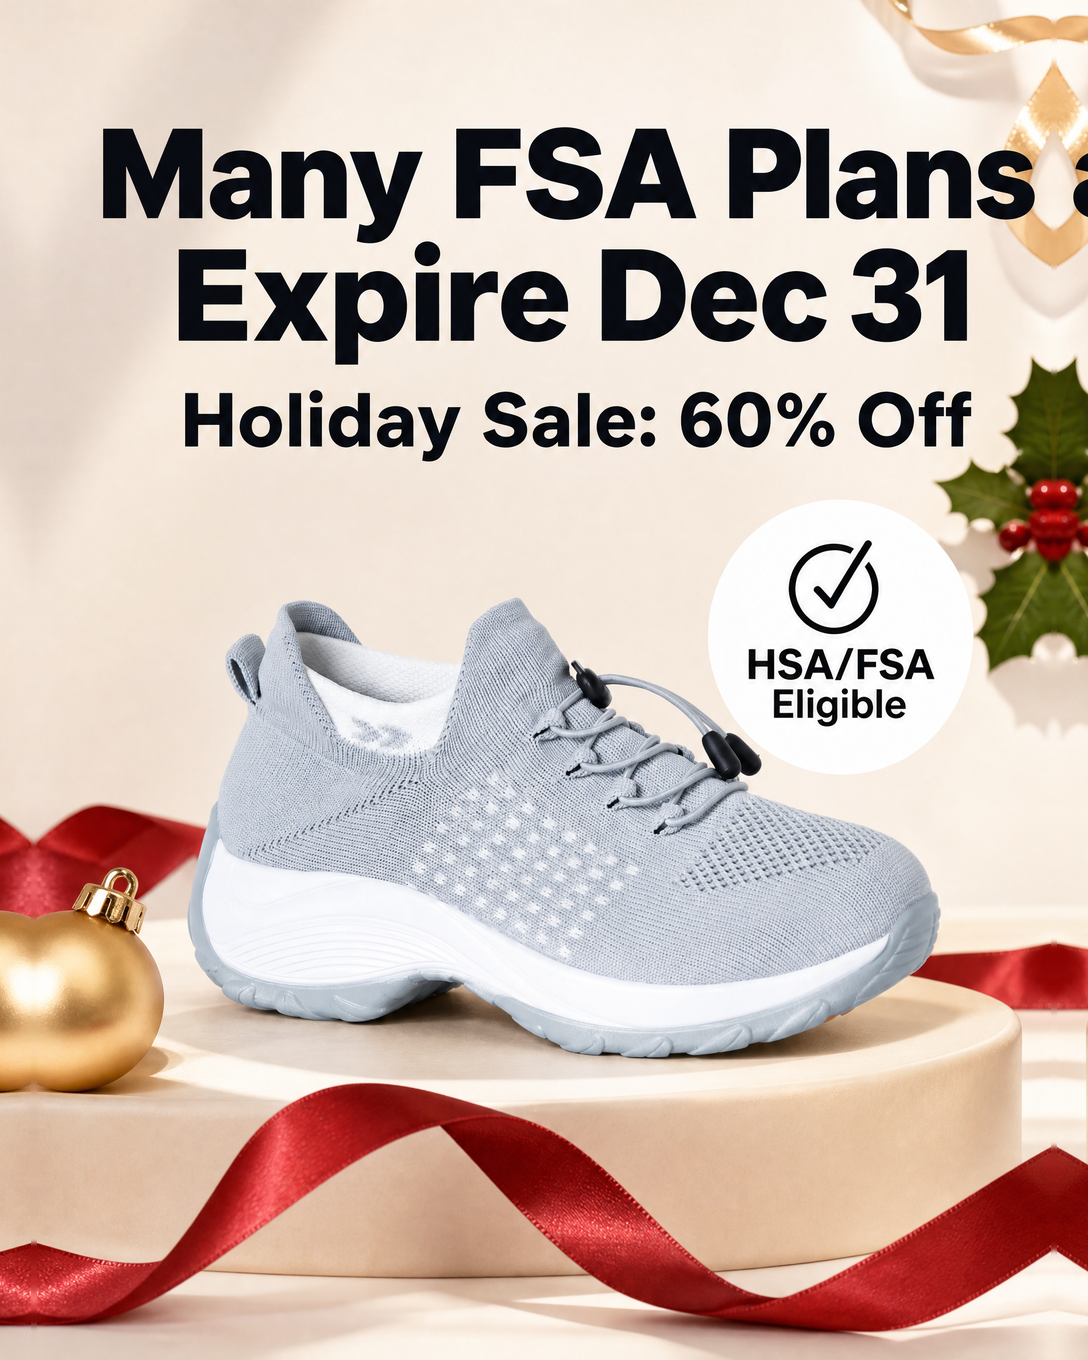 Many FSA Plans a
Expire Dec 31
Holiday Sale: 60% Off
HSA/FSA
Eligible